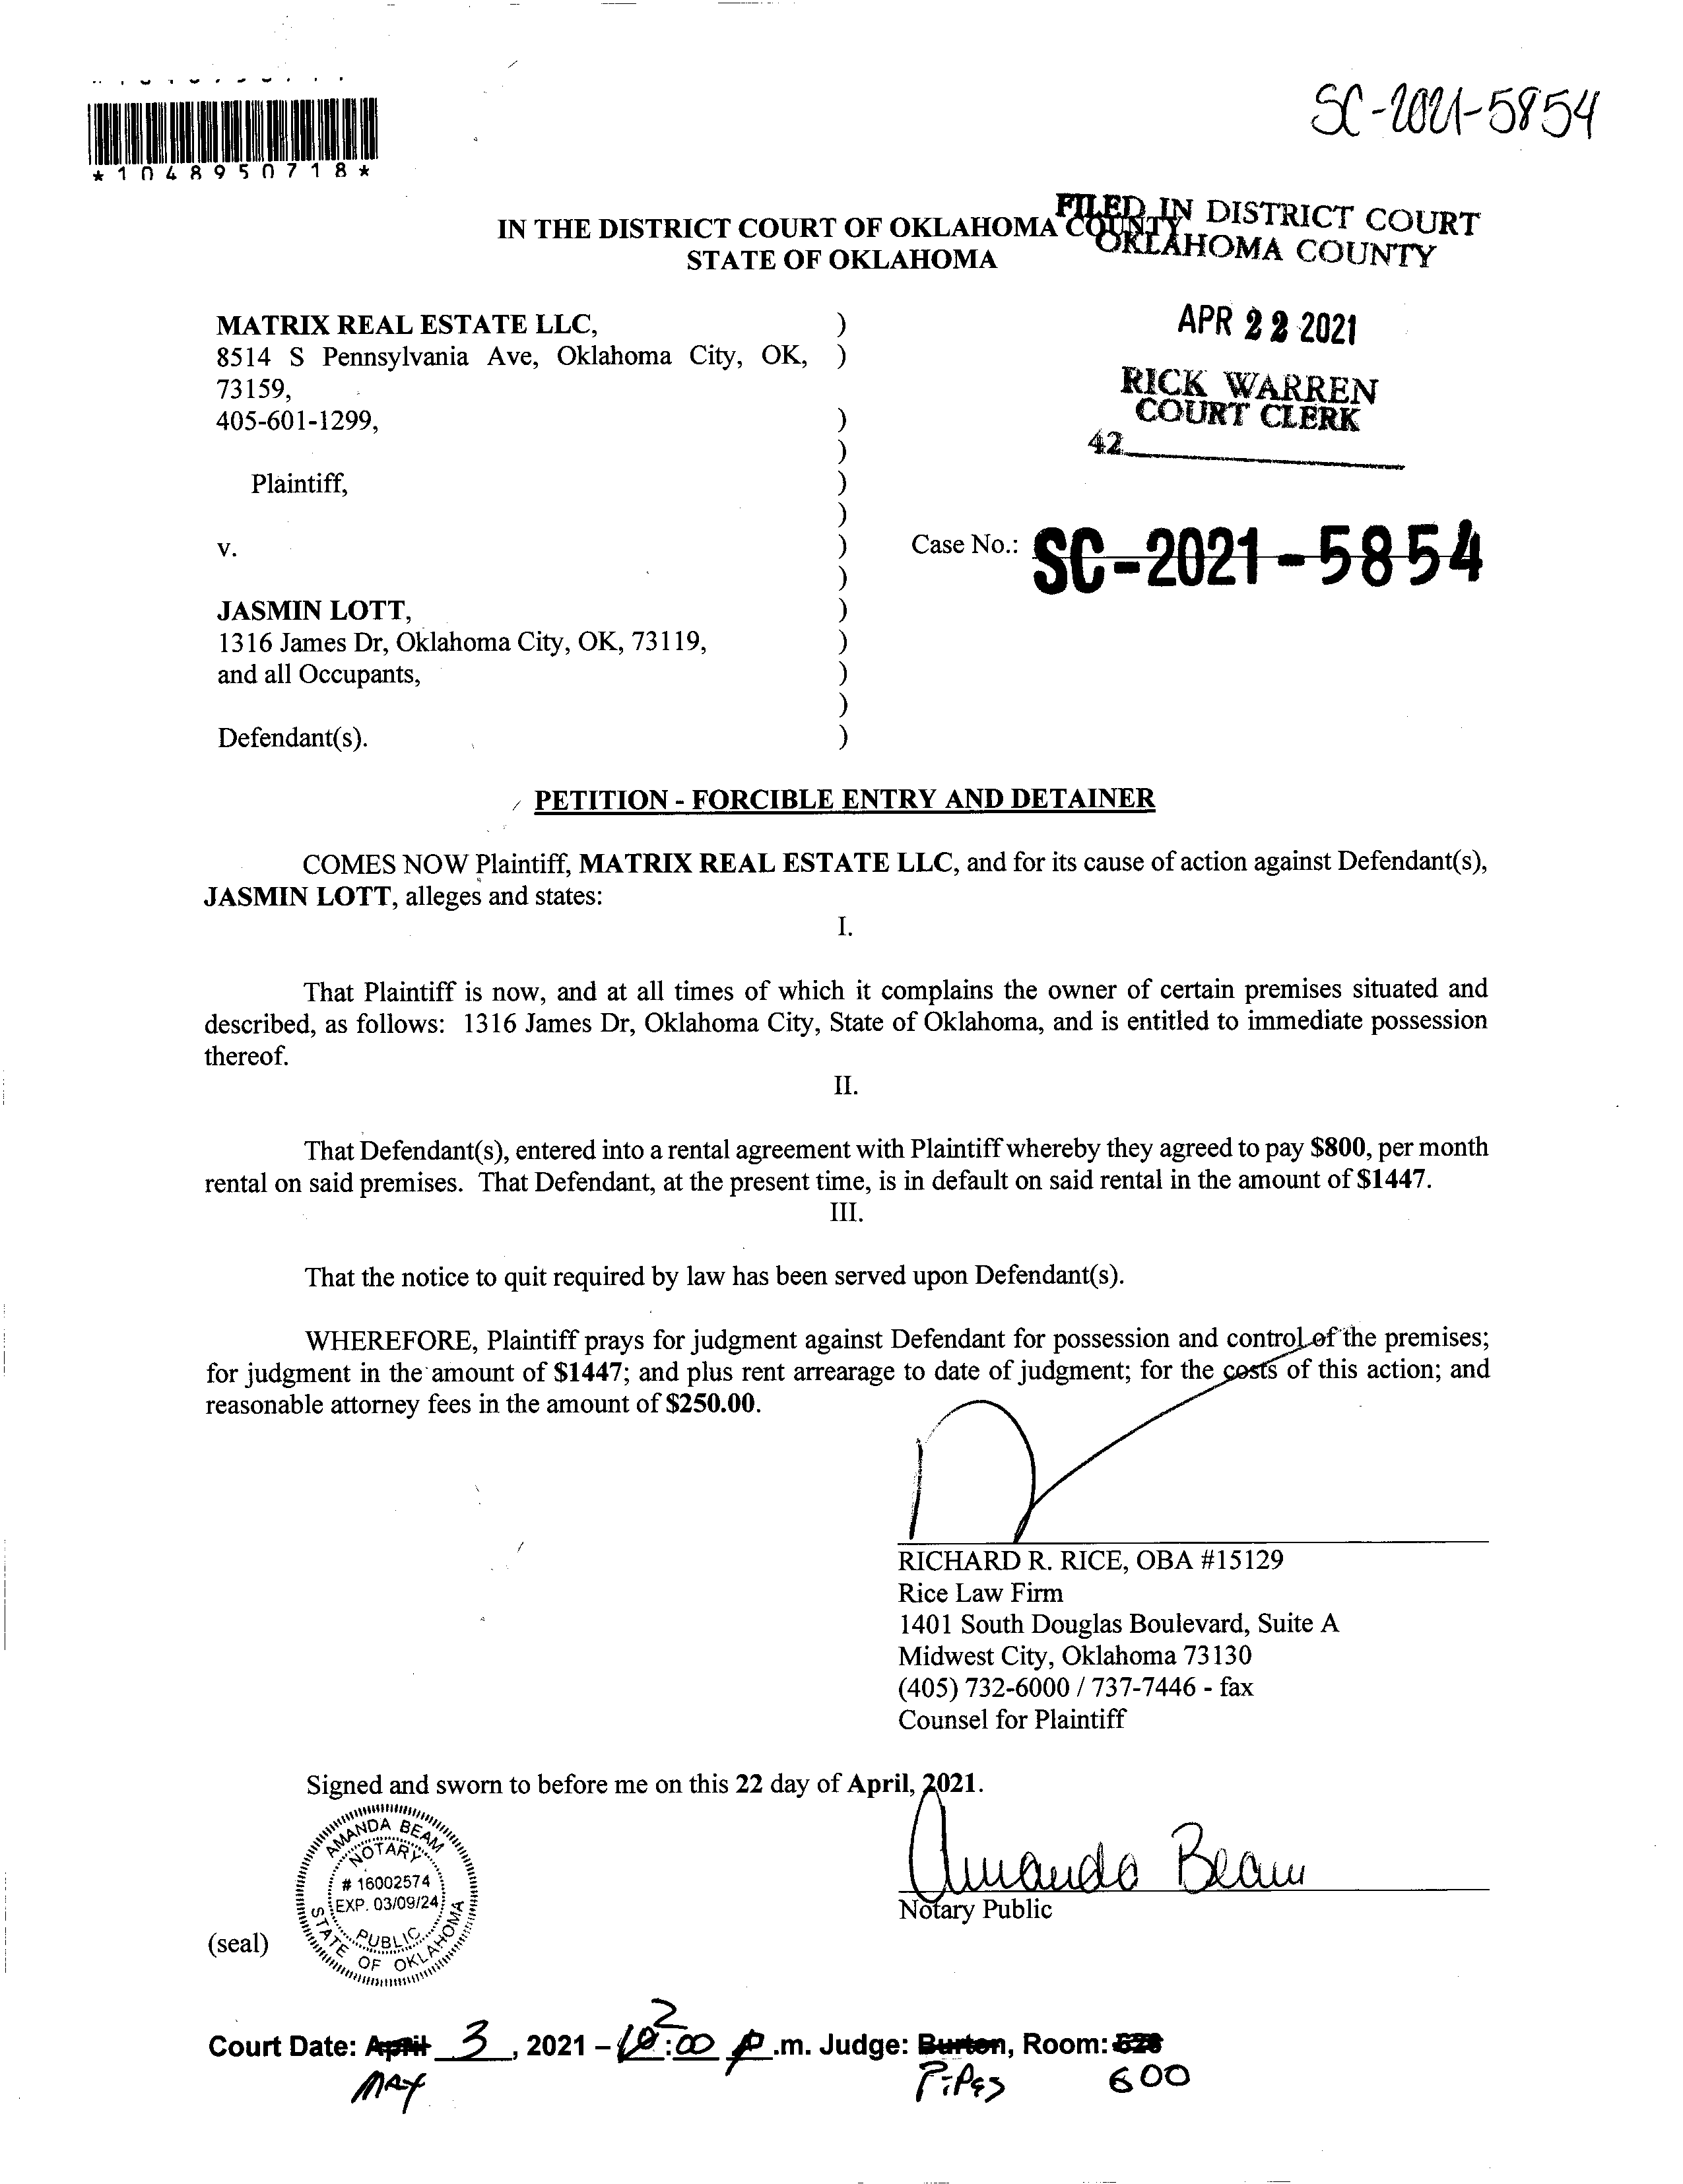 SC-2021-5854
*1048950718*
IN THE DISTRICT COURT OF OKLAHOMA COUNTY
STATE OF OKLAHOMA
FILED IN DISTRICT COURT
OKLAHOMA COUNTY
APR 22 2021
RICK WARREN
COURT CLERK
42
MATRIX REAL ESTATE LLC, )
8514 S Pennsylvania Ave, Oklahoma City, OK, )
73159,
405-601-1299, )
)
Plaintiff, )
)
v. )
)
Case No.: SC-2021-5854
JASMIN LOTT, )
1316 James Dr, Oklahoma City, OK, 73119, )
and all Occupants, )
)
Defendant(s). )
PETITION - FORCIBLE ENTRY AND DETAINER
COMES NOW Plaintiff, MATRIX REAL ESTATE LLC, and for its cause of action against Defendant(s),
JASMIN LOTT, alleges and states:
I.
That Plaintiff is now, and at all times of which it complains the owner of certain premises situated and
described, as follows: 1316 James Dr, Oklahoma City, State of Oklahoma, and is entitled to immediate possession
thereof.
II.
That Defendant(s), entered into a rental agreement with Plaintiff whereby they agreed to pay $800, per month
rental on said premises. That Defendant, at the present time, is in default on said rental in the amount of $1447.
III.
That the notice to quit required by law has been served upon Defendant(s).
WHEREFORE, Plaintiff prays for judgment against Defendant for possession and control of the premises;
for judgment in the amount of $1447; and plus rent arrearage to date of judgment; for the costs of this action; and
reasonable attorney fees in the amount of $250.00.
RICHARD R. RICE, OBA #15129
Rice Law Firm
1401 South Douglas Boulevard, Suite A
Midwest City, Oklahoma 73130
(405) 732-6000 / 737-7446 - fax
Counsel for Plaintiff
Signed and sworn to before me on this 22 day of April, 2021.
AMANDA BEAM
NOTARY
# 16002574
EXP. 03/09/24
PUBLIC
STATE OF OKLAHOMA
(seal)
Amanda Beam
Notary Public
2
Court Date: April 3, 2021 – 10:00 p.m. Judge: Burton, Room: 
MAY Pipes 600